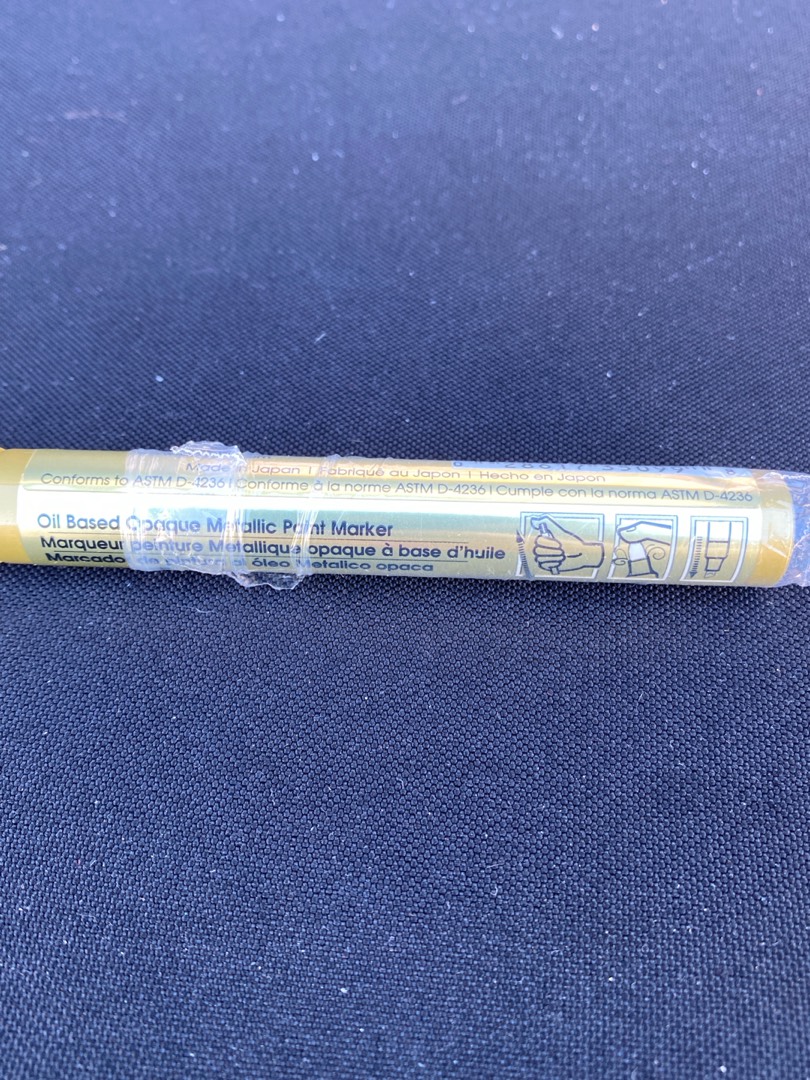 Made in Japan | Fabriqué au Japon | Hecho en Japon
Conforms to ASTM D-4236 | Conforme à la norme ASTM D-4236 | Cumple con la norma ASTM D-4236
Oil Based Opaque Metallic Paint Marker
Marqueur peinture Metallique opaque à base d'huile
óleo Metalico opaca